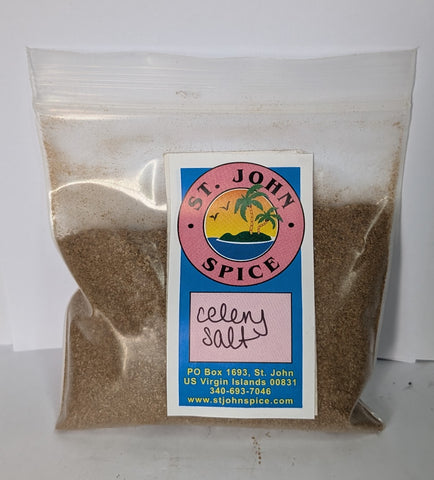 ST. JOHN
SPICE
celery
salt
PO Box 1693, St. John
US Virgin Islands 00831
340-693-7046
www.stjohnspice.com